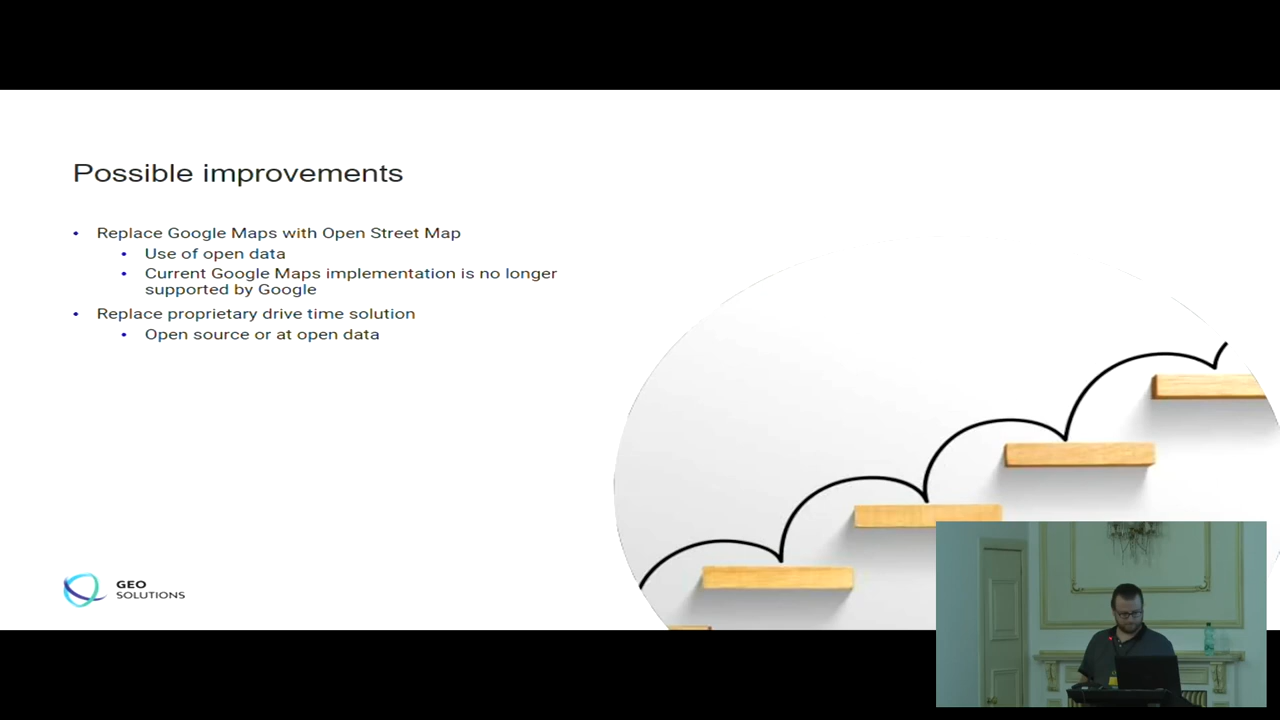 Possible improvements
• Replace Google Maps with Open Street Map
• Use of open data
• Current Google Maps implementation is no longer
supported by Google
• Replace proprietary drive time solution
• Open source or at open data
GEO
SOLUTIONS